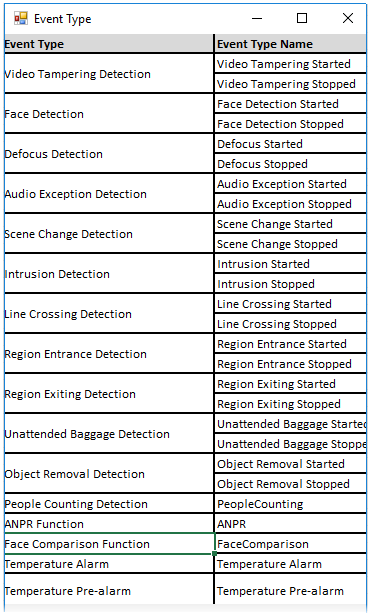 Event Type
Event Type Event Type Name
Video Tampering Detection Video Tampering Started
Video Tampering Stopped
Face Detection Face Detection Started
Face Detection Stopped
Defocus Detection Defocus Started
Defocus Stopped
Audio Exception Detection Audio Exception Started
Audio Exception Stopped
Scene Change Detection Scene Change Started
Scene Change Stopped
Intrusion Detection Intrusion Started
Intrusion Stopped
Line Crossing Detection Line Crossing Started
Line Crossing Stopped
Region Entrance Detection Region Entrance Started
Region Entrance Stopped
Region Exiting Detection Region Exiting Started
Region Exiting Stopped
Unattended Baggage Detection Unattended Baggage Started
Unattended Baggage Stoppe
Object Removal Detection Object Removal Started
Object Removal Stopped
People Counting Detection PeopleCounting
ANPR Function ANPR
Face Comparison Function FaceComparison
Temperature Alarm Temperature Alarm
Temperature Pre-alarm Temperature Pre-alarm